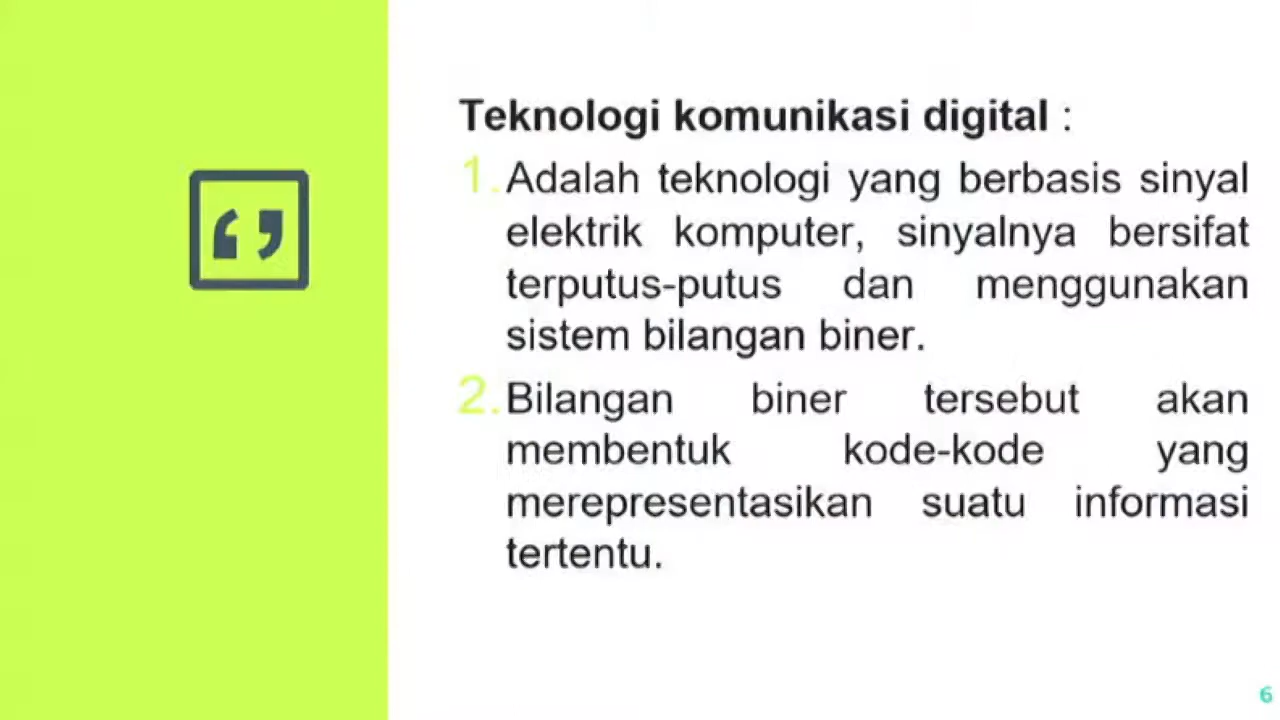 Teknologi komunikasi digital :
1. Adalah teknologi yang berbasis sinyal
elektrik komputer, sinyalnya bersifat
terputus-putus dan menggunakan
sistem bilangan biner.
2. Bilangan biner tersebut akan
membentuk kode-kode yang
merepresentasikan suatu informasi
tertentu.
6